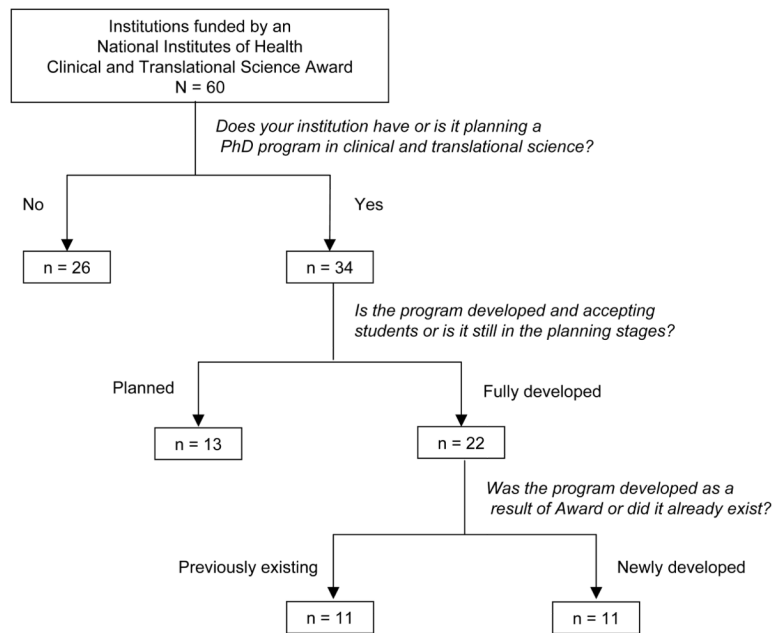 Institutions funded by an
National Institutes of Health
Clinical and Translational Science Award
N = 60
Does your institution have or is it planning a
PhD program in clinical and translational science?
No
Yes
n = 26
n = 34
Is the program developed and accepting
students or is it still in the planning stages?
Planned
Fully developed
n = 13
n = 22
Was the program developed as a
result of Award or did it already exist?
Previously existing
Newly developed
n = 11
n = 11